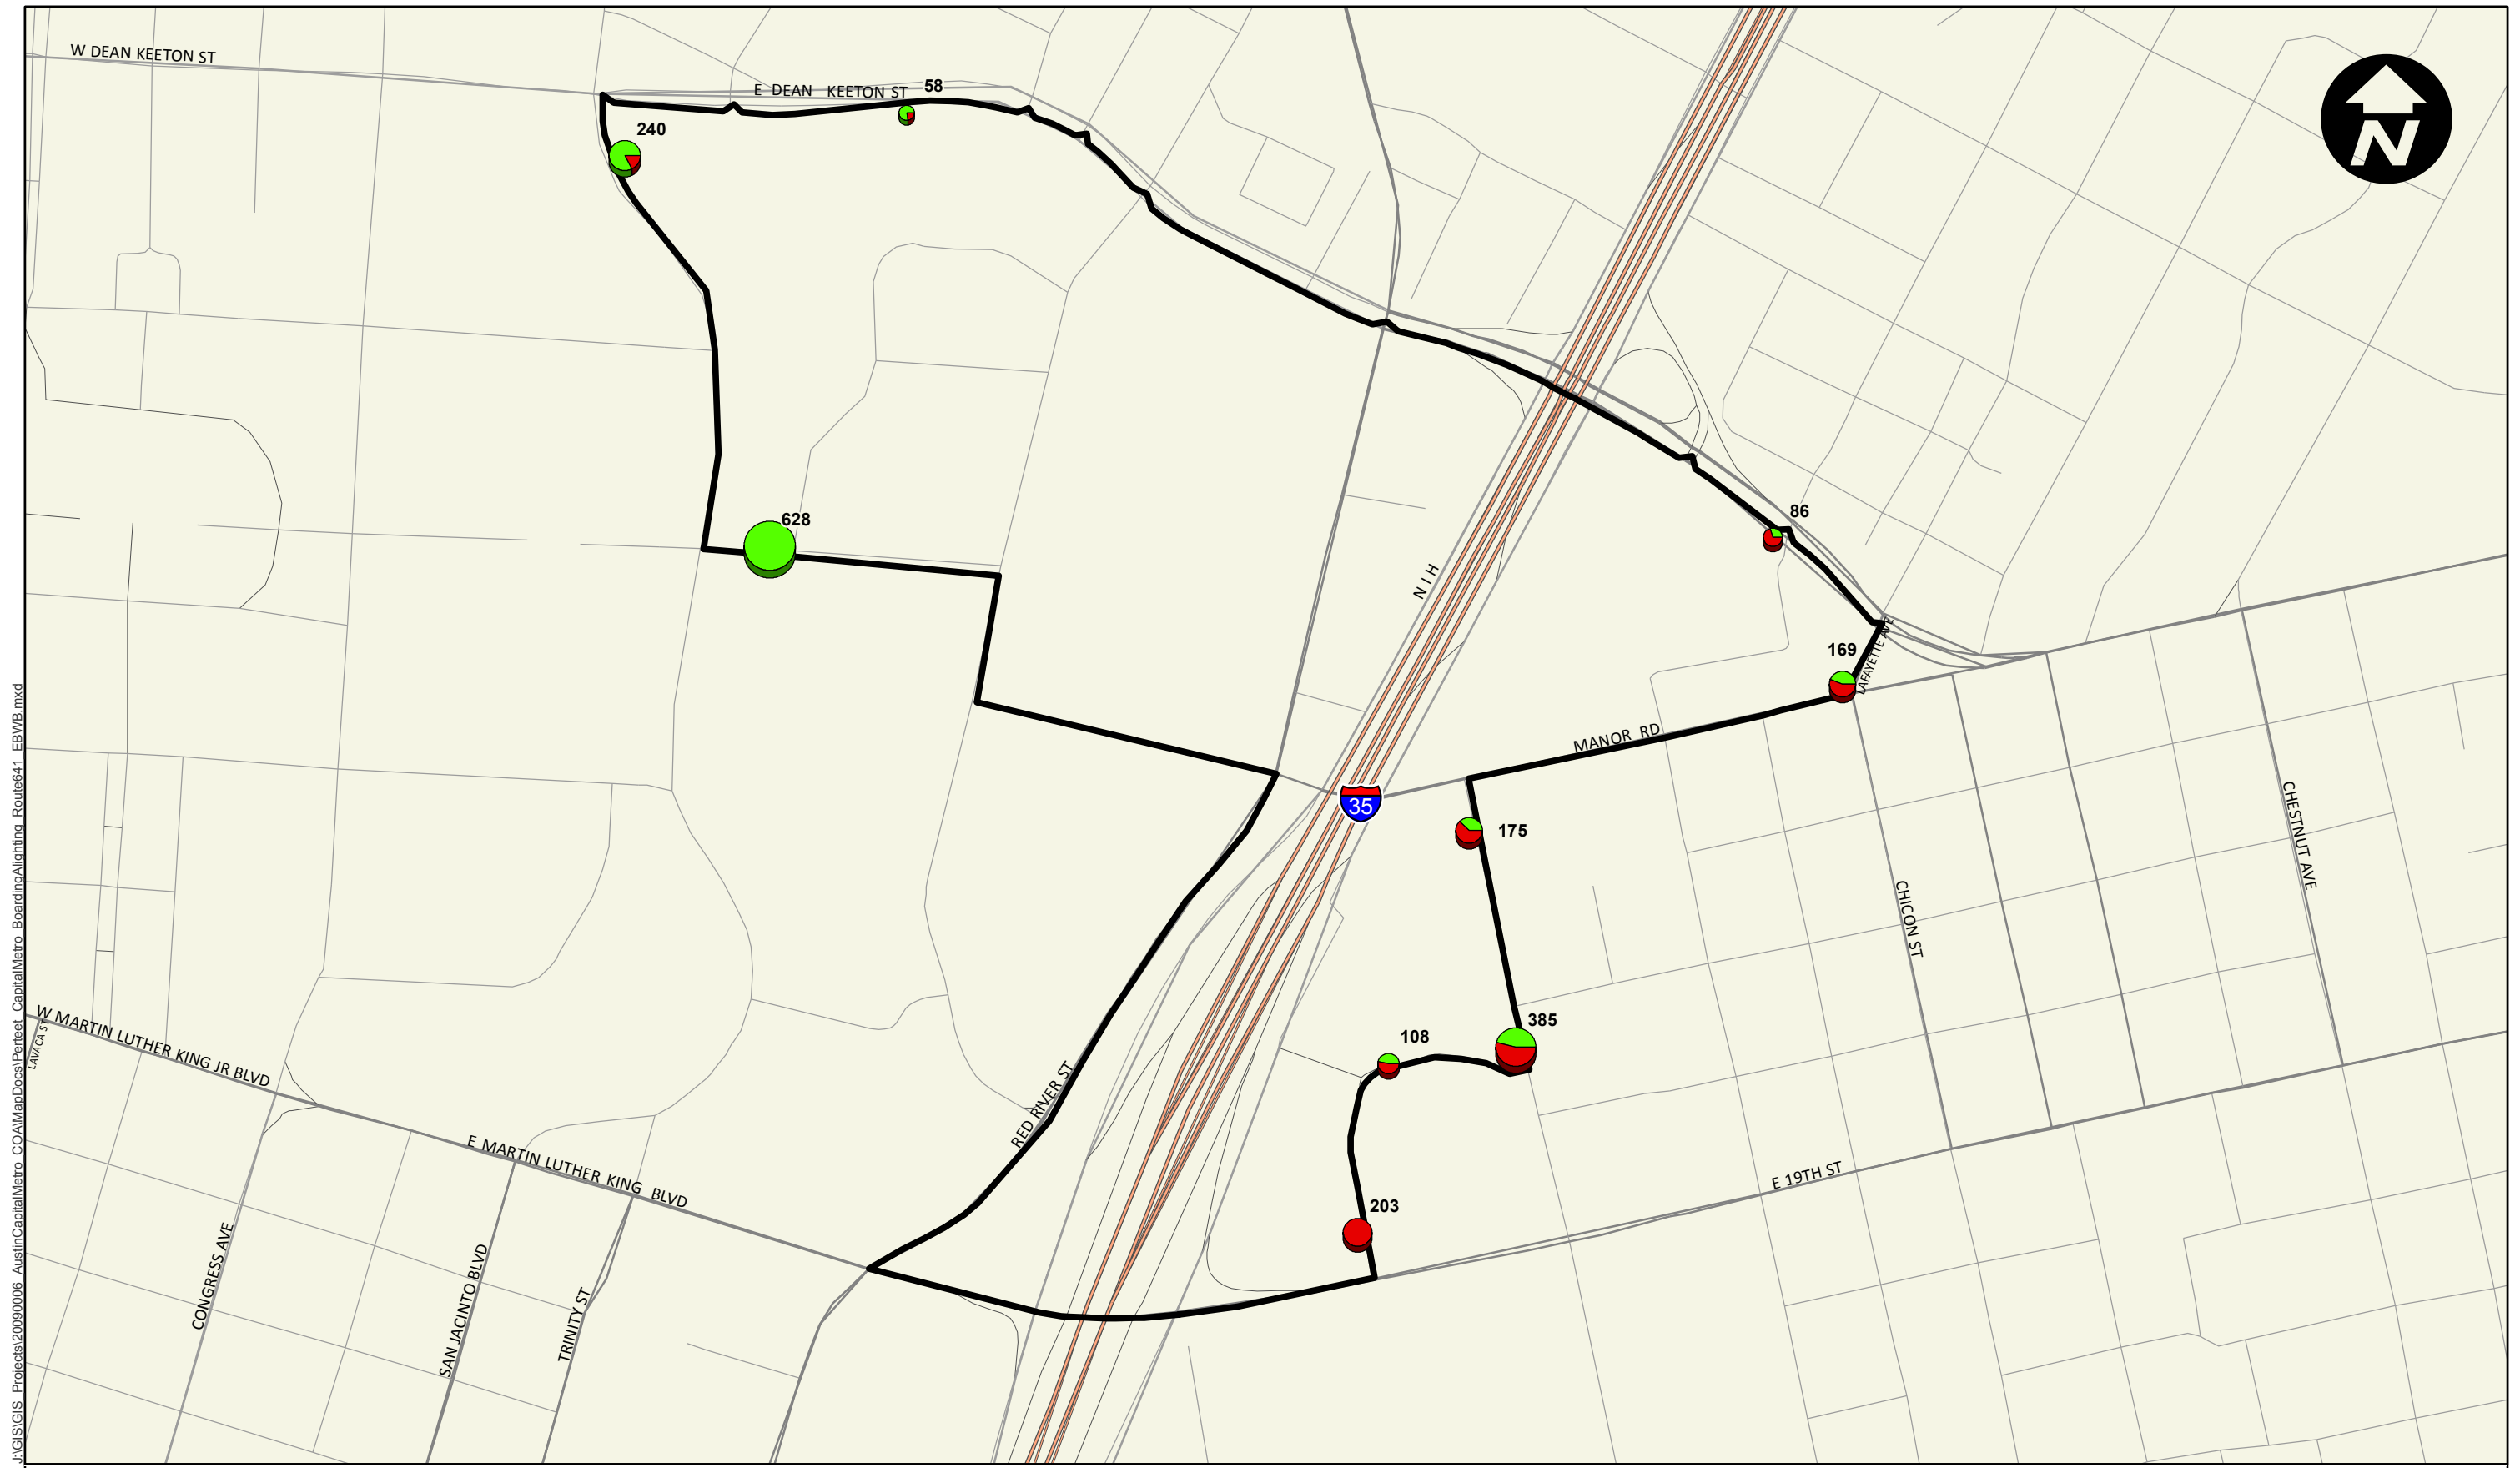 W DEAN KEETON ST
E DEAN KEETON ST
58
240
N
628
86
N I H
169
LAFAYETTE AVE
MANOR RD
35
175
CHESTNUT AVE
CHICON ST
385
108
W MARTIN LUTHER KING JR BLVD
LAVACA ST
RED RIVER ST
E MARTIN LUTHER KING BLVD
E 19TH ST
203
CONGRESS AVE
SAN JACINTO BLVD
TRINITY ST
J:\GIS\GIS_Projects\20090006_AustinCapitalMetro_COA\MapDocs\Perteet_CapitalMetro_BoardingAlighting_Route641_EBWB.mxd